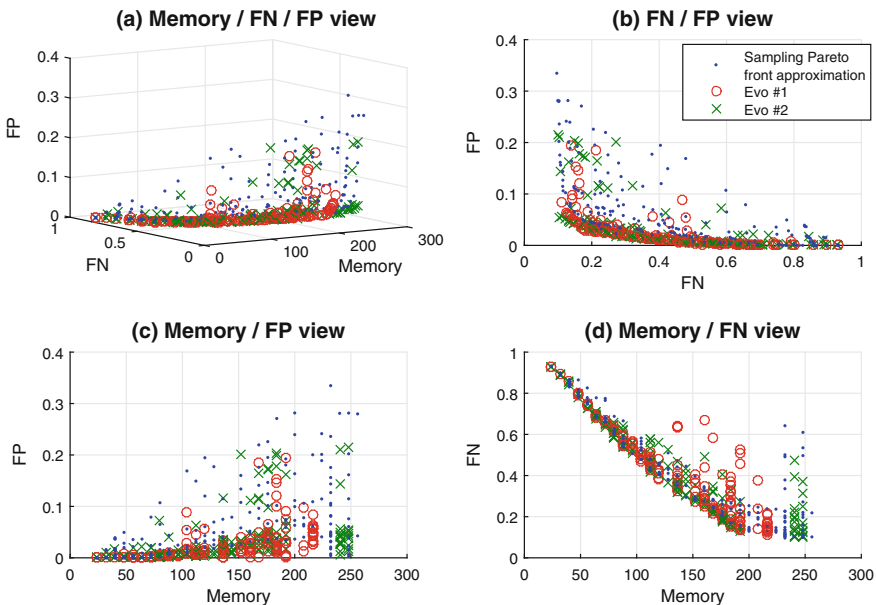 (a) Memory / FN / FP view
0.4
0.3
0.2
0.1
0
FP
1
0.5
0
FN
0
100
200
300
Memory
(b) FN / FP view
0.4
0.3
0.2
0.1
0
FP
0
0.2
0.4
0.6
0.8
1
FN
Sampling Pareto
front approximation
Evo #1
Evo #2
(c) Memory / FP view
0.4
0.3
0.2
0.1
0
FP
0
50
100
150
200
250
300
Memory
(d) Memory / FN view
1
0.8
0.6
0.4
0.2
0
FN
0
50
100
150
200
250
300
Memory